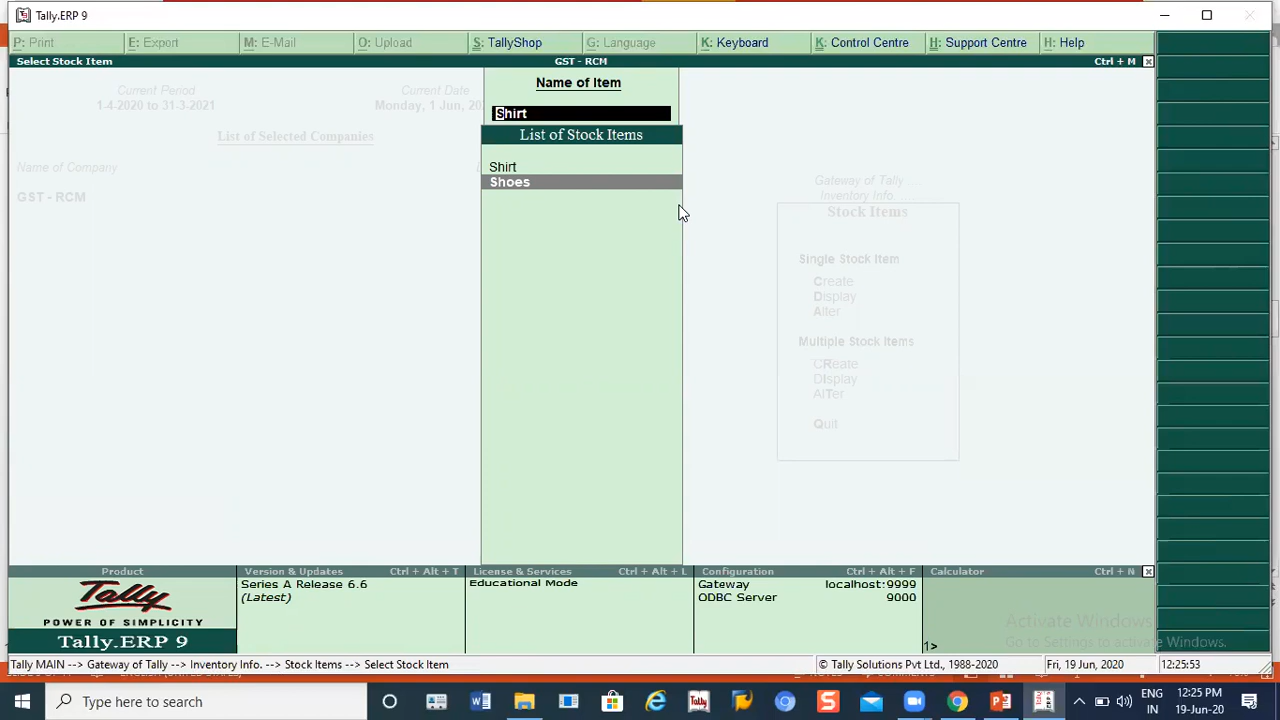 Tally.ERP 9
P: Print
E: Export
M: E-Mail
O: Upload
S: TallyShop
G: Language
K: Keyboard
K: Control Centre
H: Support Centre
H: Help
Select Stock Item
GST - RCM
Ctrl + M
Current Period
1-4-2020 to 31-3-2021
Current Date
Monday, 1 Jun, 20
List of Selected Companies
Name of Company
GST - RCM
Name of Item
Shirt
List of Stock Items
Shirt
Shoes
Gateway of Tally ...
Inventory Info. ....
Stock Items
Single Stock Item
Create
Display
Alter
Multiple Stock Items
CReate
DIsplay
AlTer
Quit
Product
Tally
POWER OF SIMPLICITY
Tally.ERP 9
Version & Updates
Ctrl + Alt + T
Series A Release 6.6
(Latest)
License & Services
Ctrl + Alt + L
Educational Mode
Configuration
Ctrl + Alt + F
Gateway
localhost:9999
ODBC Server
9000
Calculator
Ctrl + N
1>
Activate Windows
Go to Settings to activate Windows.
Tally MAIN --> Gateway of Tally --> Inventory Info. --> Stock Items --> Select Stock Item
© Tally Solutions Pvt Ltd., 1988-2020
Fri, 19 Jun, 2020
12:25:53
Type here to search
ENG
IN
12:25 PM
19-Jun-20